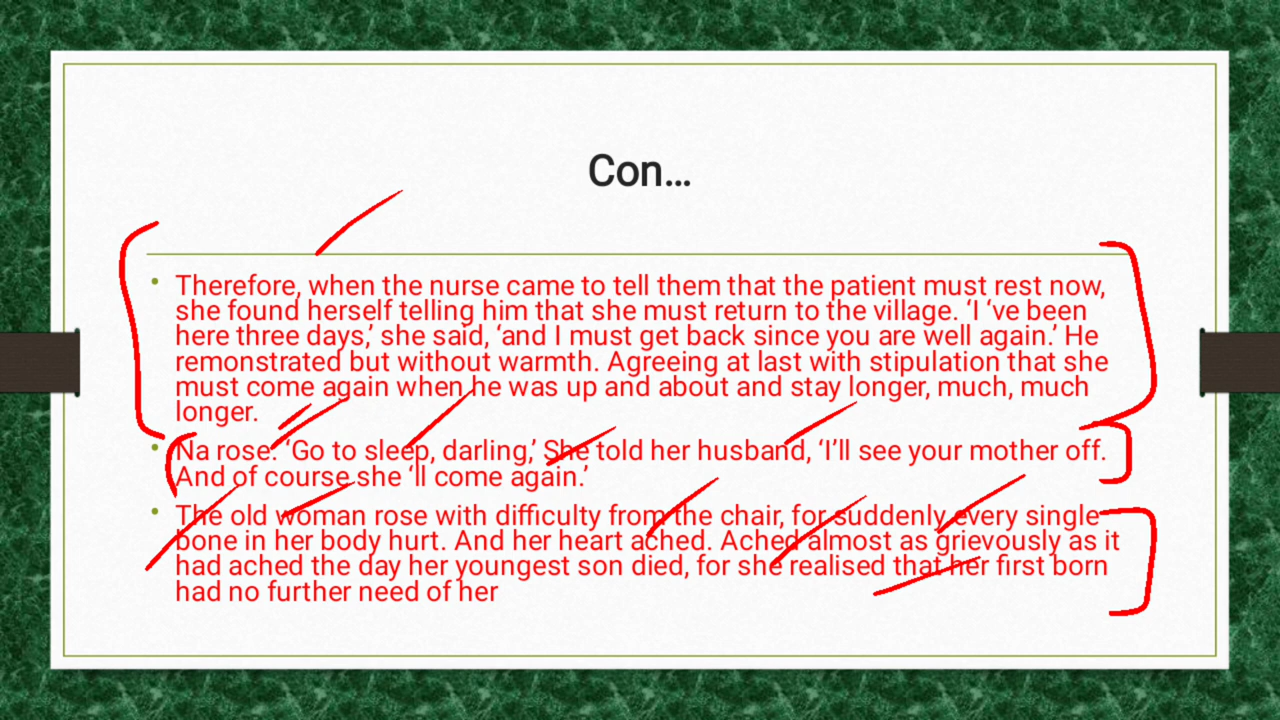 Con...
• Therefore, when the nurse came to tell them that the patient must rest now,
she found herself telling him that she must return to the village. ‘I ‘ve been
here three days,’ she said, ‘and I must get back since you are well again.’ He
remonstrated but without warmth. Agreeing at last with stipulation that she
must come again when he was up and about and stay longer, much, much
longer.
• Na rose: ‘Go to sleep, darling,’ She told her husband, ‘I’ll see your mother off.
And of course she ‘ll come again.’
• The old woman rose with difficulty from the chair, for suddenly every single
bone in her body hurt. And her heart ached. Ached almost as grievously as it
had ached the day her youngest son died, for she realised that her first born
had no further need of her